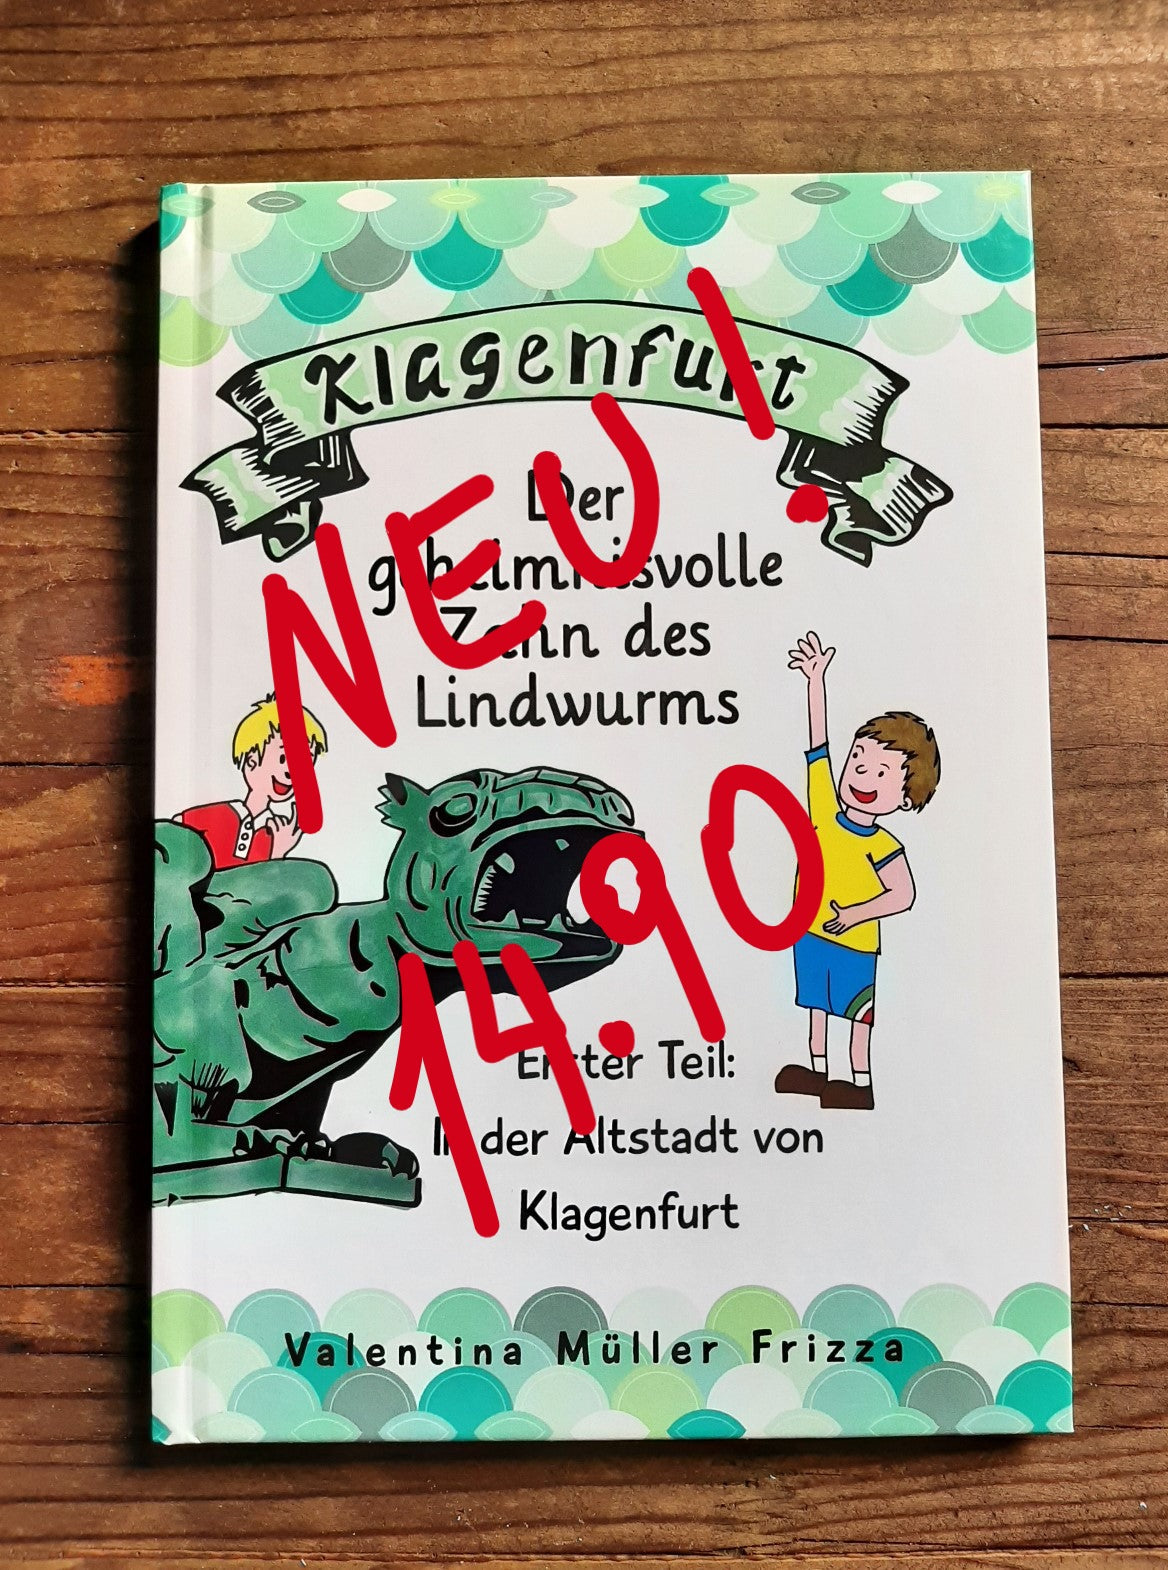 Klagenfurt
NEU!
Der
geheimnisvolle
Zahn des
Lindwurms
14.90
Erster Teil:
In der Altstadt von
Klagenfurt
Valentina Müller Frizza